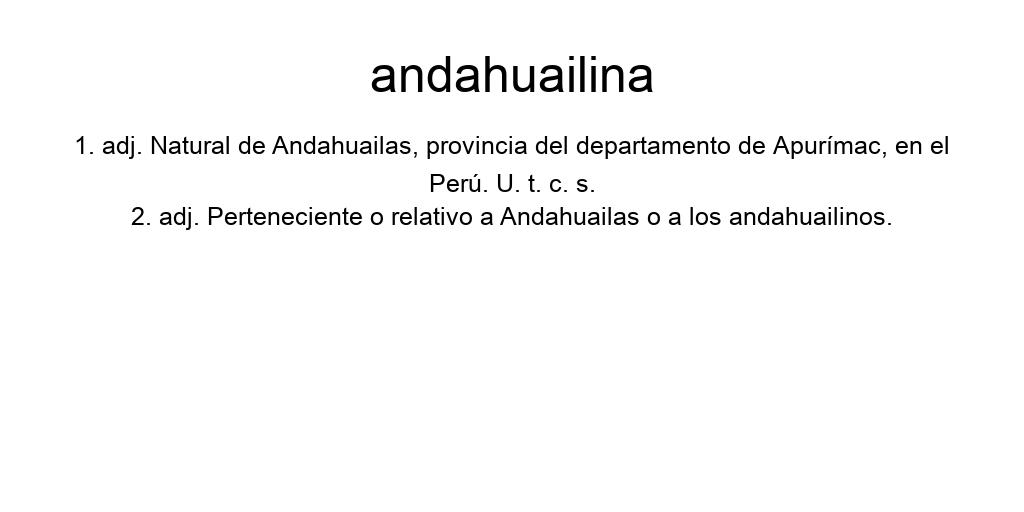 andahuailina
1. adj. Natural de Andahuailas, provincia del departamento de Apurímac, en el
Perú. U. t. c. s.
2. adj. Perteneciente o relativo a Andahuailas o a los andahuailinos.